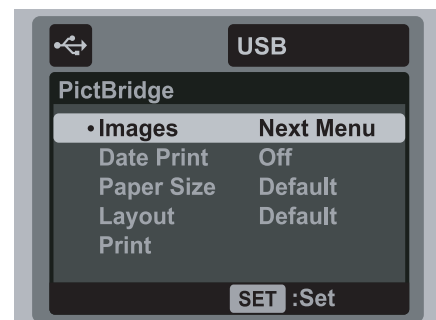 USB
PictBridge
•Images Next Menu
Date Print Off
Paper Size Default
Layout Default
Print
SET :Set